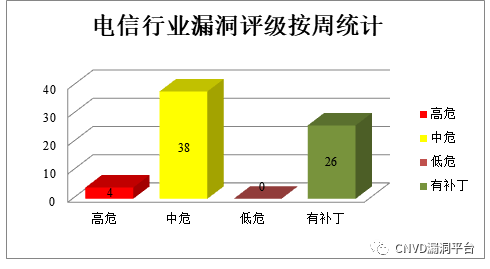 电信行业漏洞评级按周统计
40
30
20
10
0
4
38
0
26
高危
中危
低危
有补丁
高危
中危
低危
有补丁
CNVD漏洞平台